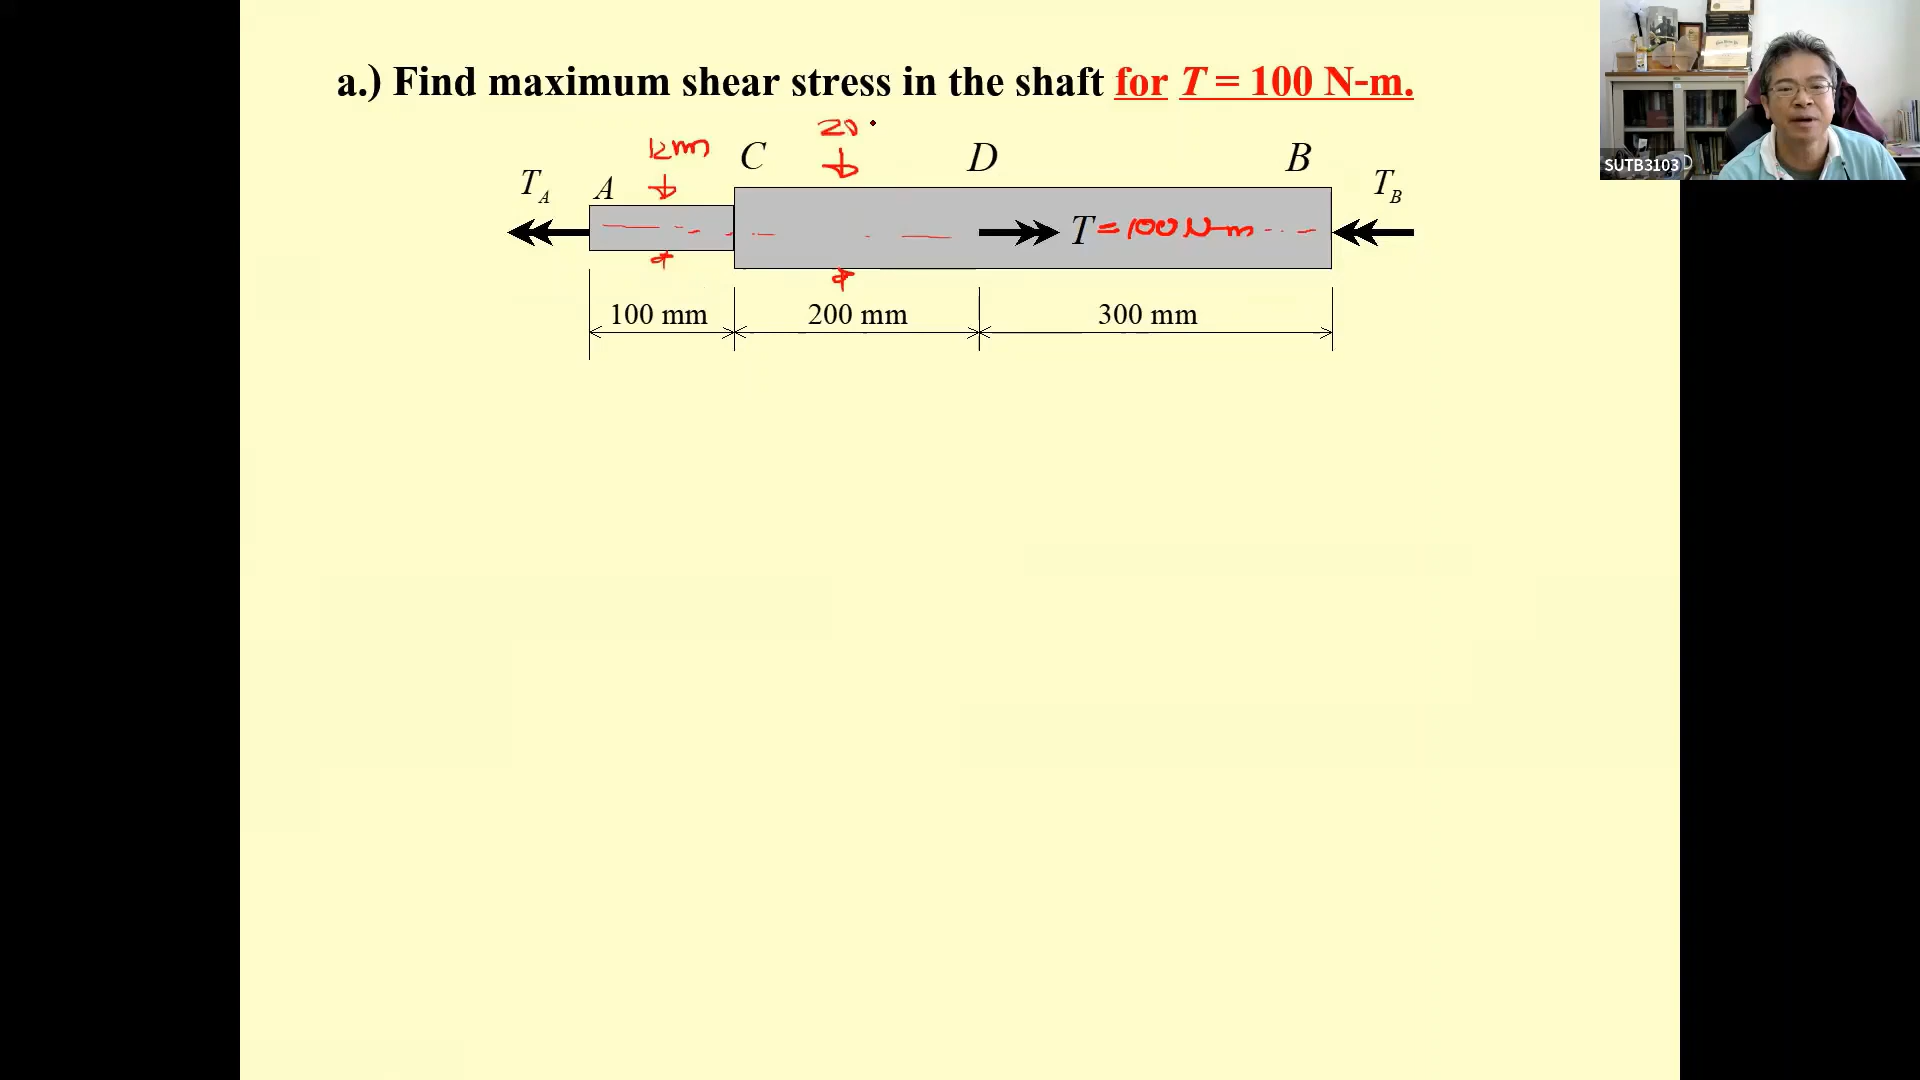 a.) Find maximum shear stress in the shaft for T = 100 N-m.
12mm
20
C
D
B
T_A
A
T_B
T = 100 N-m
100 mm
200 mm
300 mm
SUTB3103